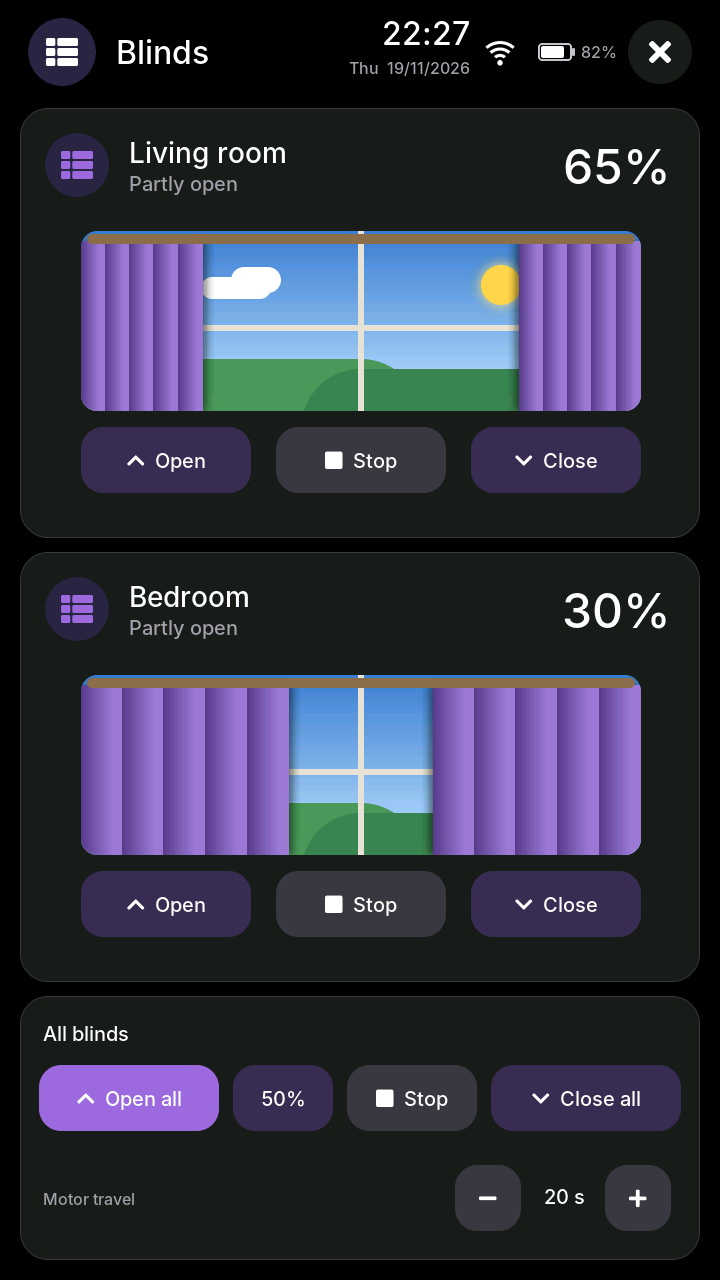 Blinds
22:27
Thu 19/11/2026
82%
Living room
Partly open
65%
Open
Stop
Close
Bedroom
Partly open
30%
Open
Stop
Close
All blinds
Open all
50%
Stop
Close all
Motor travel
20 s